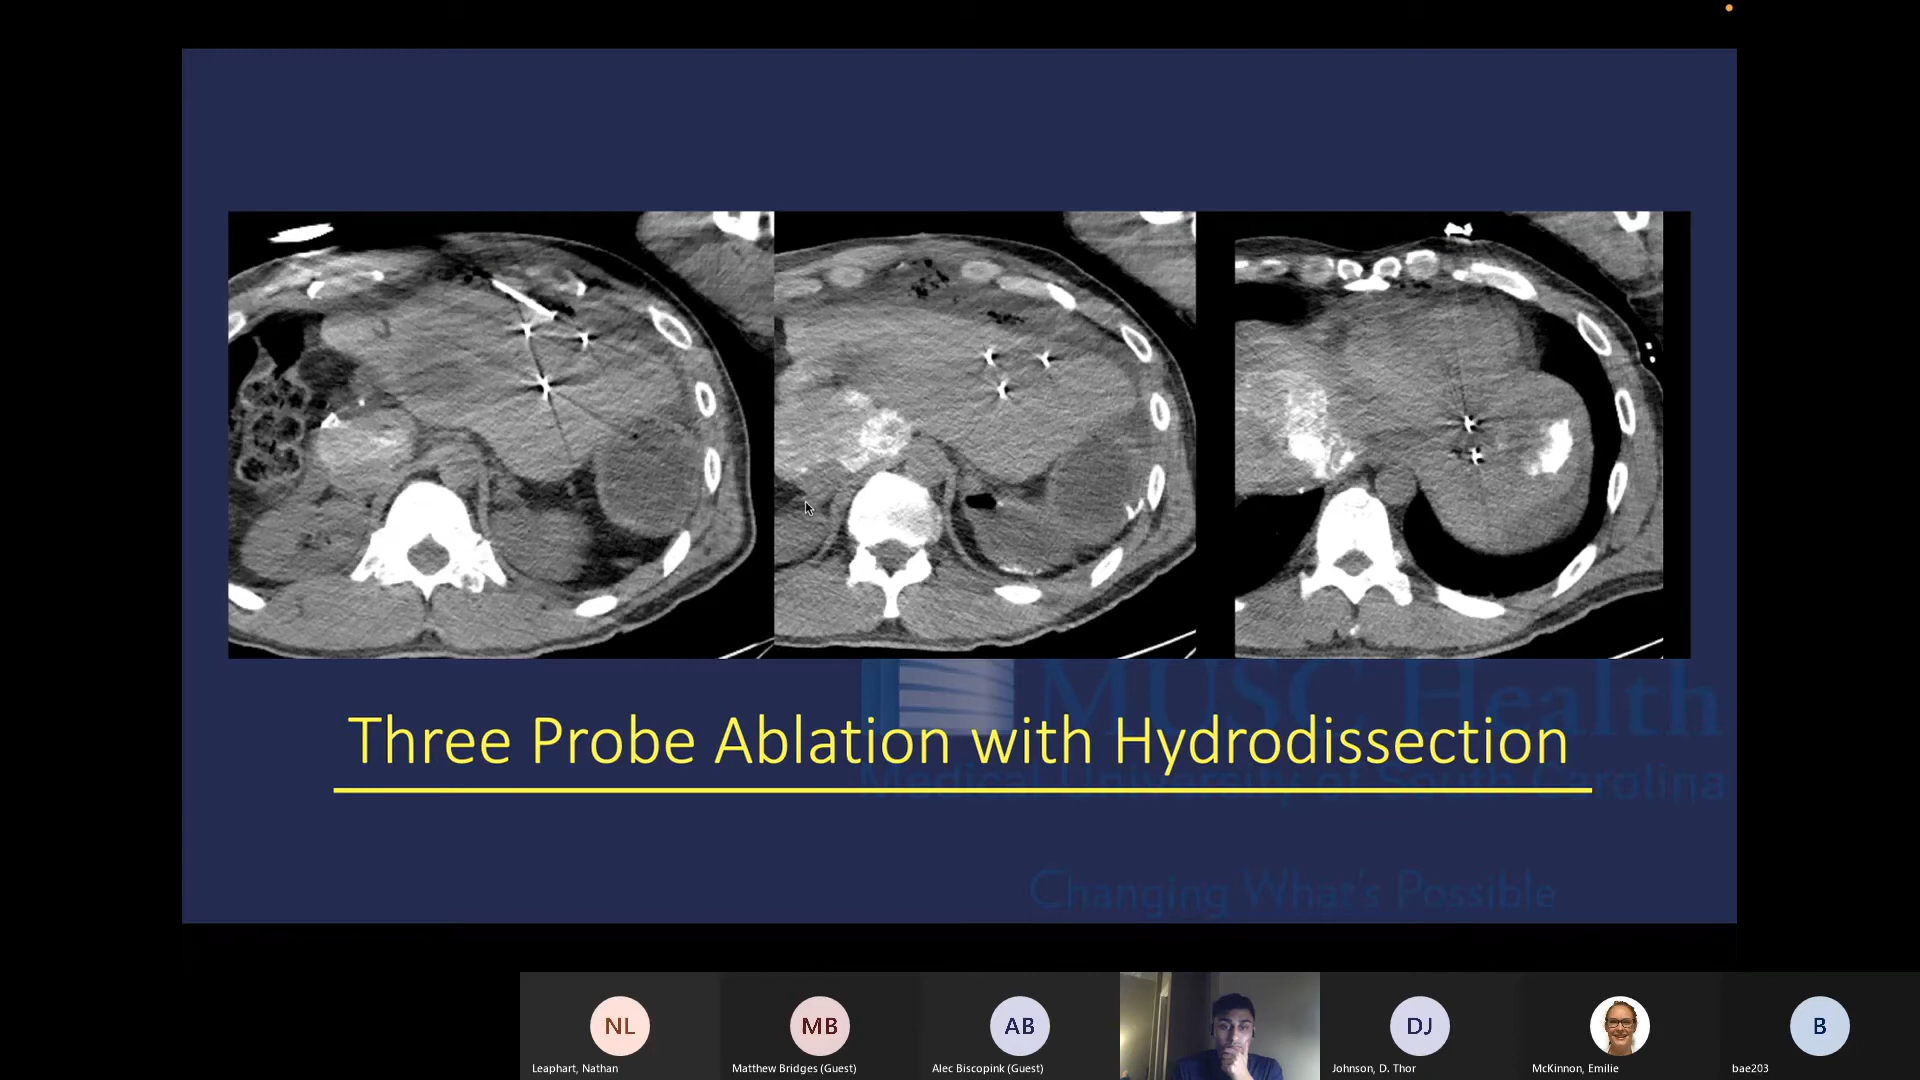 MUSC Health
Three Probe Ablation with Hydrodissection
Medical University of South Carolina
Changing What's Possible
NL
MB
AB
DJ
B
Leaphart, Nathan
Matthew Bridges (Guest)
Alec Biscopink (Guest)
Johnson, D. Thor
McKinnon, Emilie
bae203